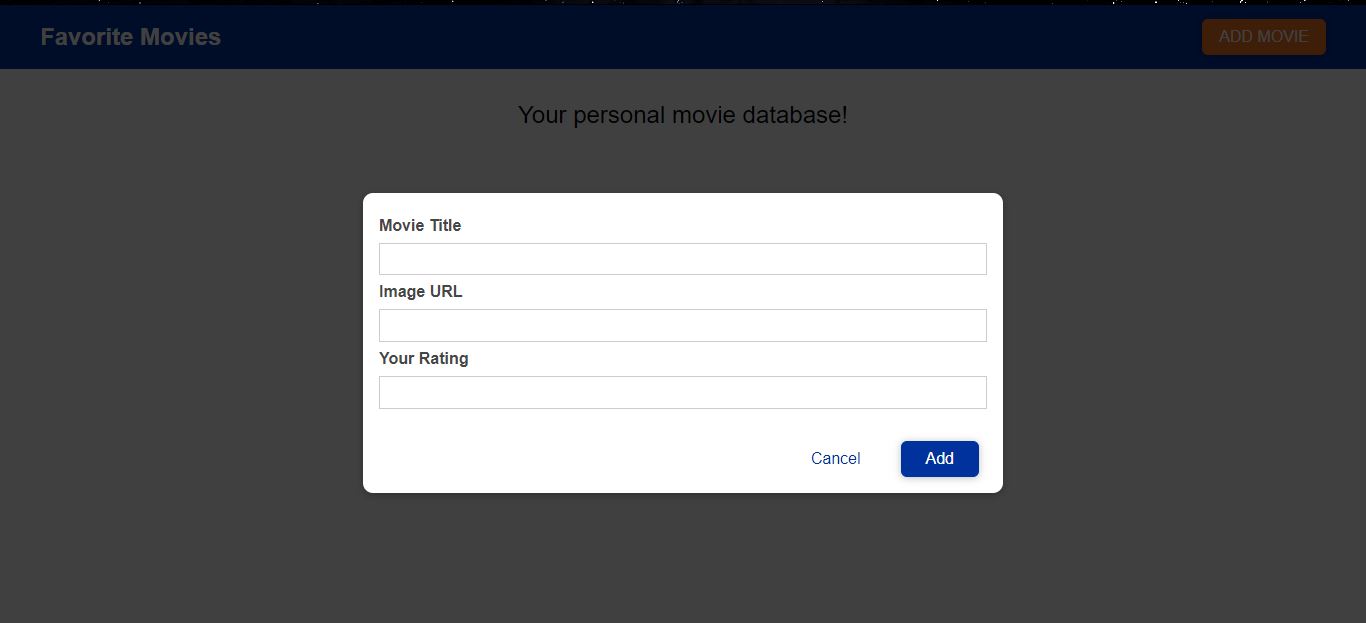 Favorite Movies
ADD MOVIE
Your personal movie database!
Movie Title
Image URL
Your Rating
Cancel
Add